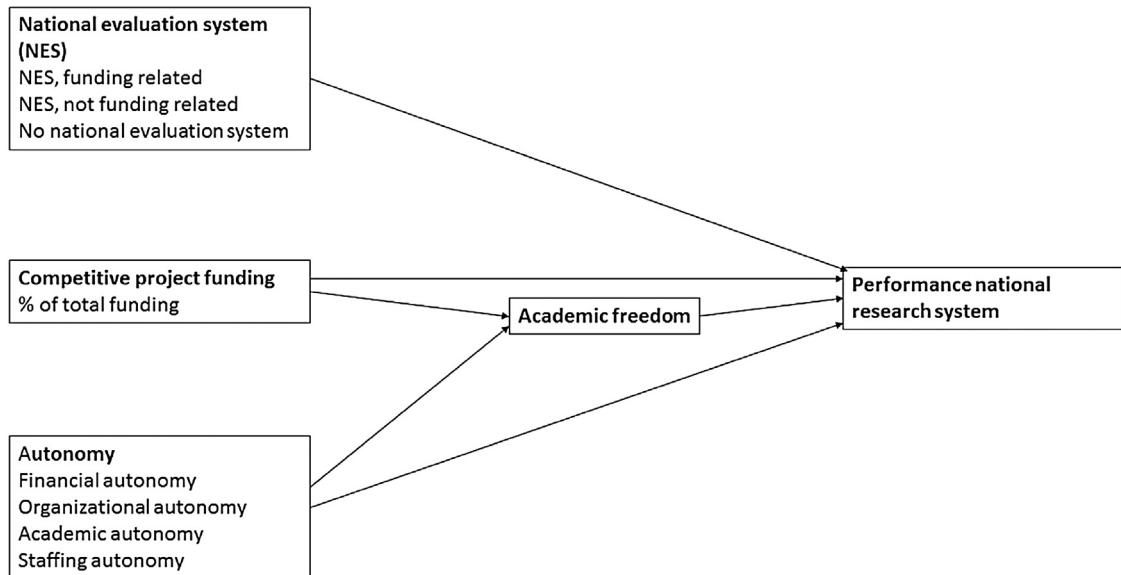 National evaluation system
(NES)
NES, funding related
NES, not funding related
No national evaluation system
Competitive project funding
% of total funding
Academic freedom
Performance national
research system
Autonomy
Financial autonomy
Organizational autonomy
Academic autonomy
Staffing autonomy